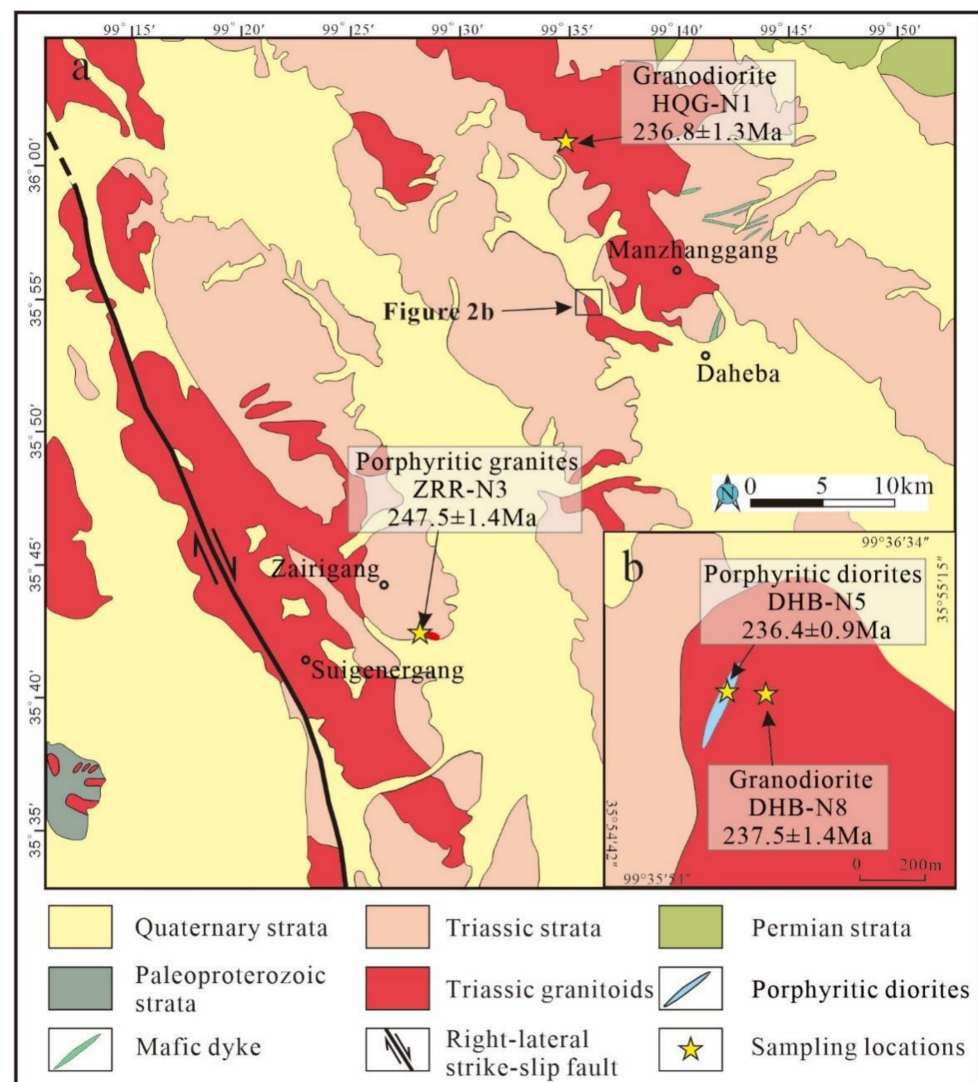 99° 15′
99° 20′
99° 25′
99° 30′
99° 35′
99° 40′
99° 45′
99° 50′
a
Granodiorite
HQG-N1
236.8±1.3Ma
36° 00′
Manzhanggang
35° 55′
Figure 2b
Daheba
35° 50′
Porphyritic granites
ZRR-N3
247.5±1.4Ma
N
0 5 10km
35° 45′
Zairigang
Suigenergang
35° 40′
35° 35′
b
99°36′34″
35°55′15″
Porphyritic diorites
DHB-N5
236.4±0.9Ma
Granodiorite
DHB-N8
237.5±1.4Ma
35°54′42″
99°35′54″
0 200m
Quaternary strata
Triassic strata
Permian strata
Paleoproterozoic
strata
Triassic granitoids
Porphyritic diorites
Mafic dyke
Right-lateral
strike-slip fault
Sampling locations